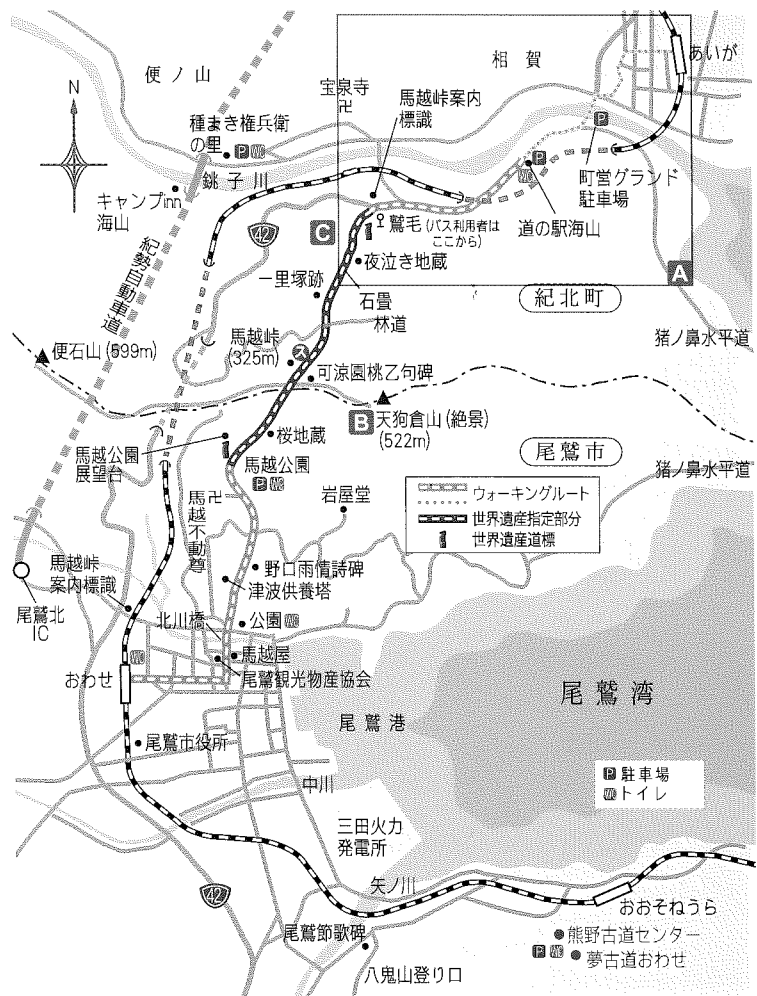 あいが
相賀
便ノ山
宝泉寺
卍
馬越峠案内
標識
N
種まき権兵衛
の里
P WC
P
町営グランド
駐車場
P
WC
道の駅海山
銚子川
キャンプinn
海山
42
C
鷲毛 (バス利用者は
ここから)
A
夜泣き地蔵
紀勢自動車道
一里塚跡
石畳
林道
紀北町
猪ノ鼻水平道
馬越峠
(325m)
ス
便石山 (599m)
可涼園桃乙句碑
B
天狗倉山 (絶景)
(522m)
桜地蔵
尾鷲市
馬越公園
展望台
馬越公園
P WC
猪ノ鼻水平道
ウォーキングルート
世界遺産指定部分
世界遺産道標
卍
馬越不動尊
岩屋堂
馬越峠
案内標識
野口雨情詩碑
津波供養塔
尾鷲北
IC
北川橋
公園 WC
馬越屋
WC
おわせ
尾鷲観光物産協会
尾鷲湾
尾鷲港
尾鷲市役所
中川
P 駐車場
WC トイレ
三田火力
発電所
矢ノ川
42
おおそねうら
尾鷲節歌碑
熊野古道センター
P WC 夢古道おわせ
八鬼山登り口